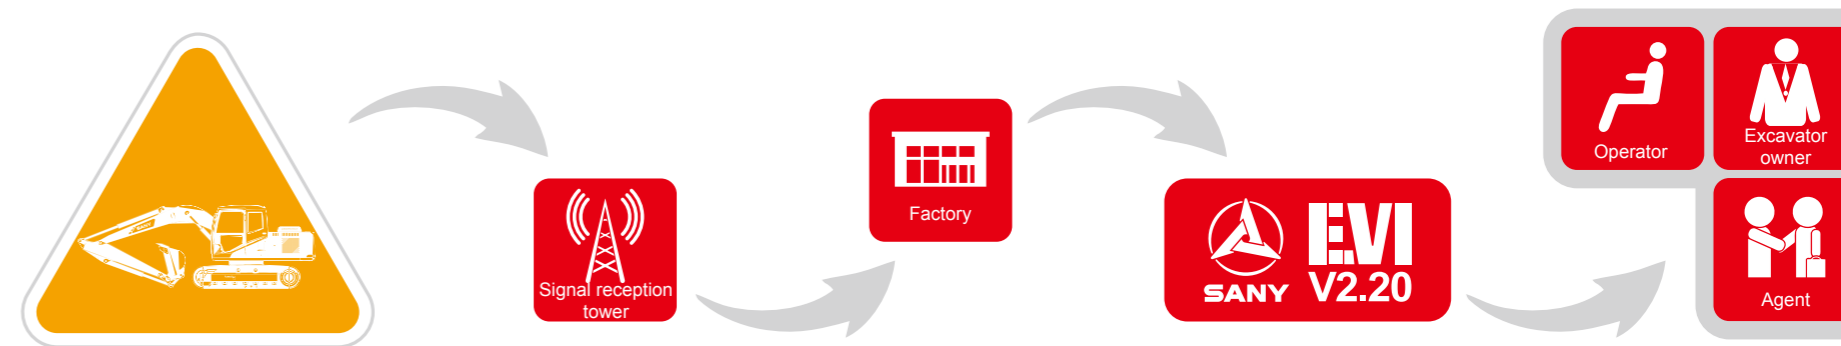 Signal reception
tower
Factory
SANY
EVI
V2.20
Operator
Excavator
owner
Agent